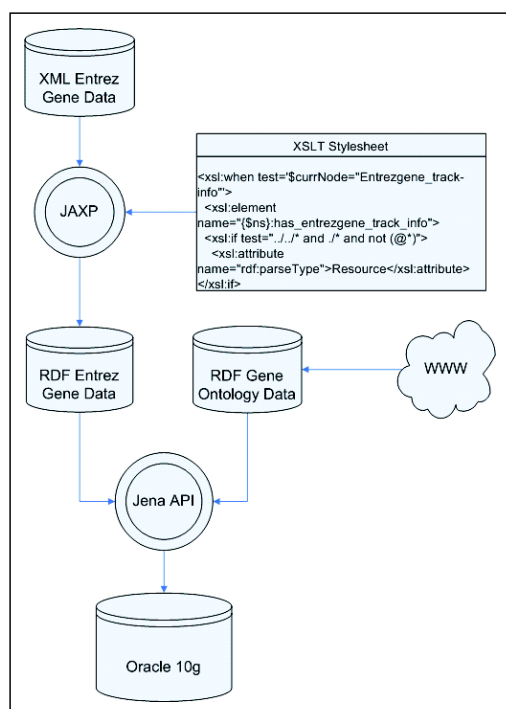 XML Entrez
Gene Data
XSLT Stylesheet
<xsl:when test='$currNode="Entrezgene_track-
info"'>
<xsl:element
name="{$ns}:has_entrezgene_track_info">
<xsl:if test="../../* and ./* and not (@*)">
<xsl:attribute
name="rdf:parseType">Resource</xsl:attribute>
</xsl:if>
JAXP
RDF Entrez
Gene Data
RDF Gene
Ontology Data
WWW
Jena API
Oracle 10g